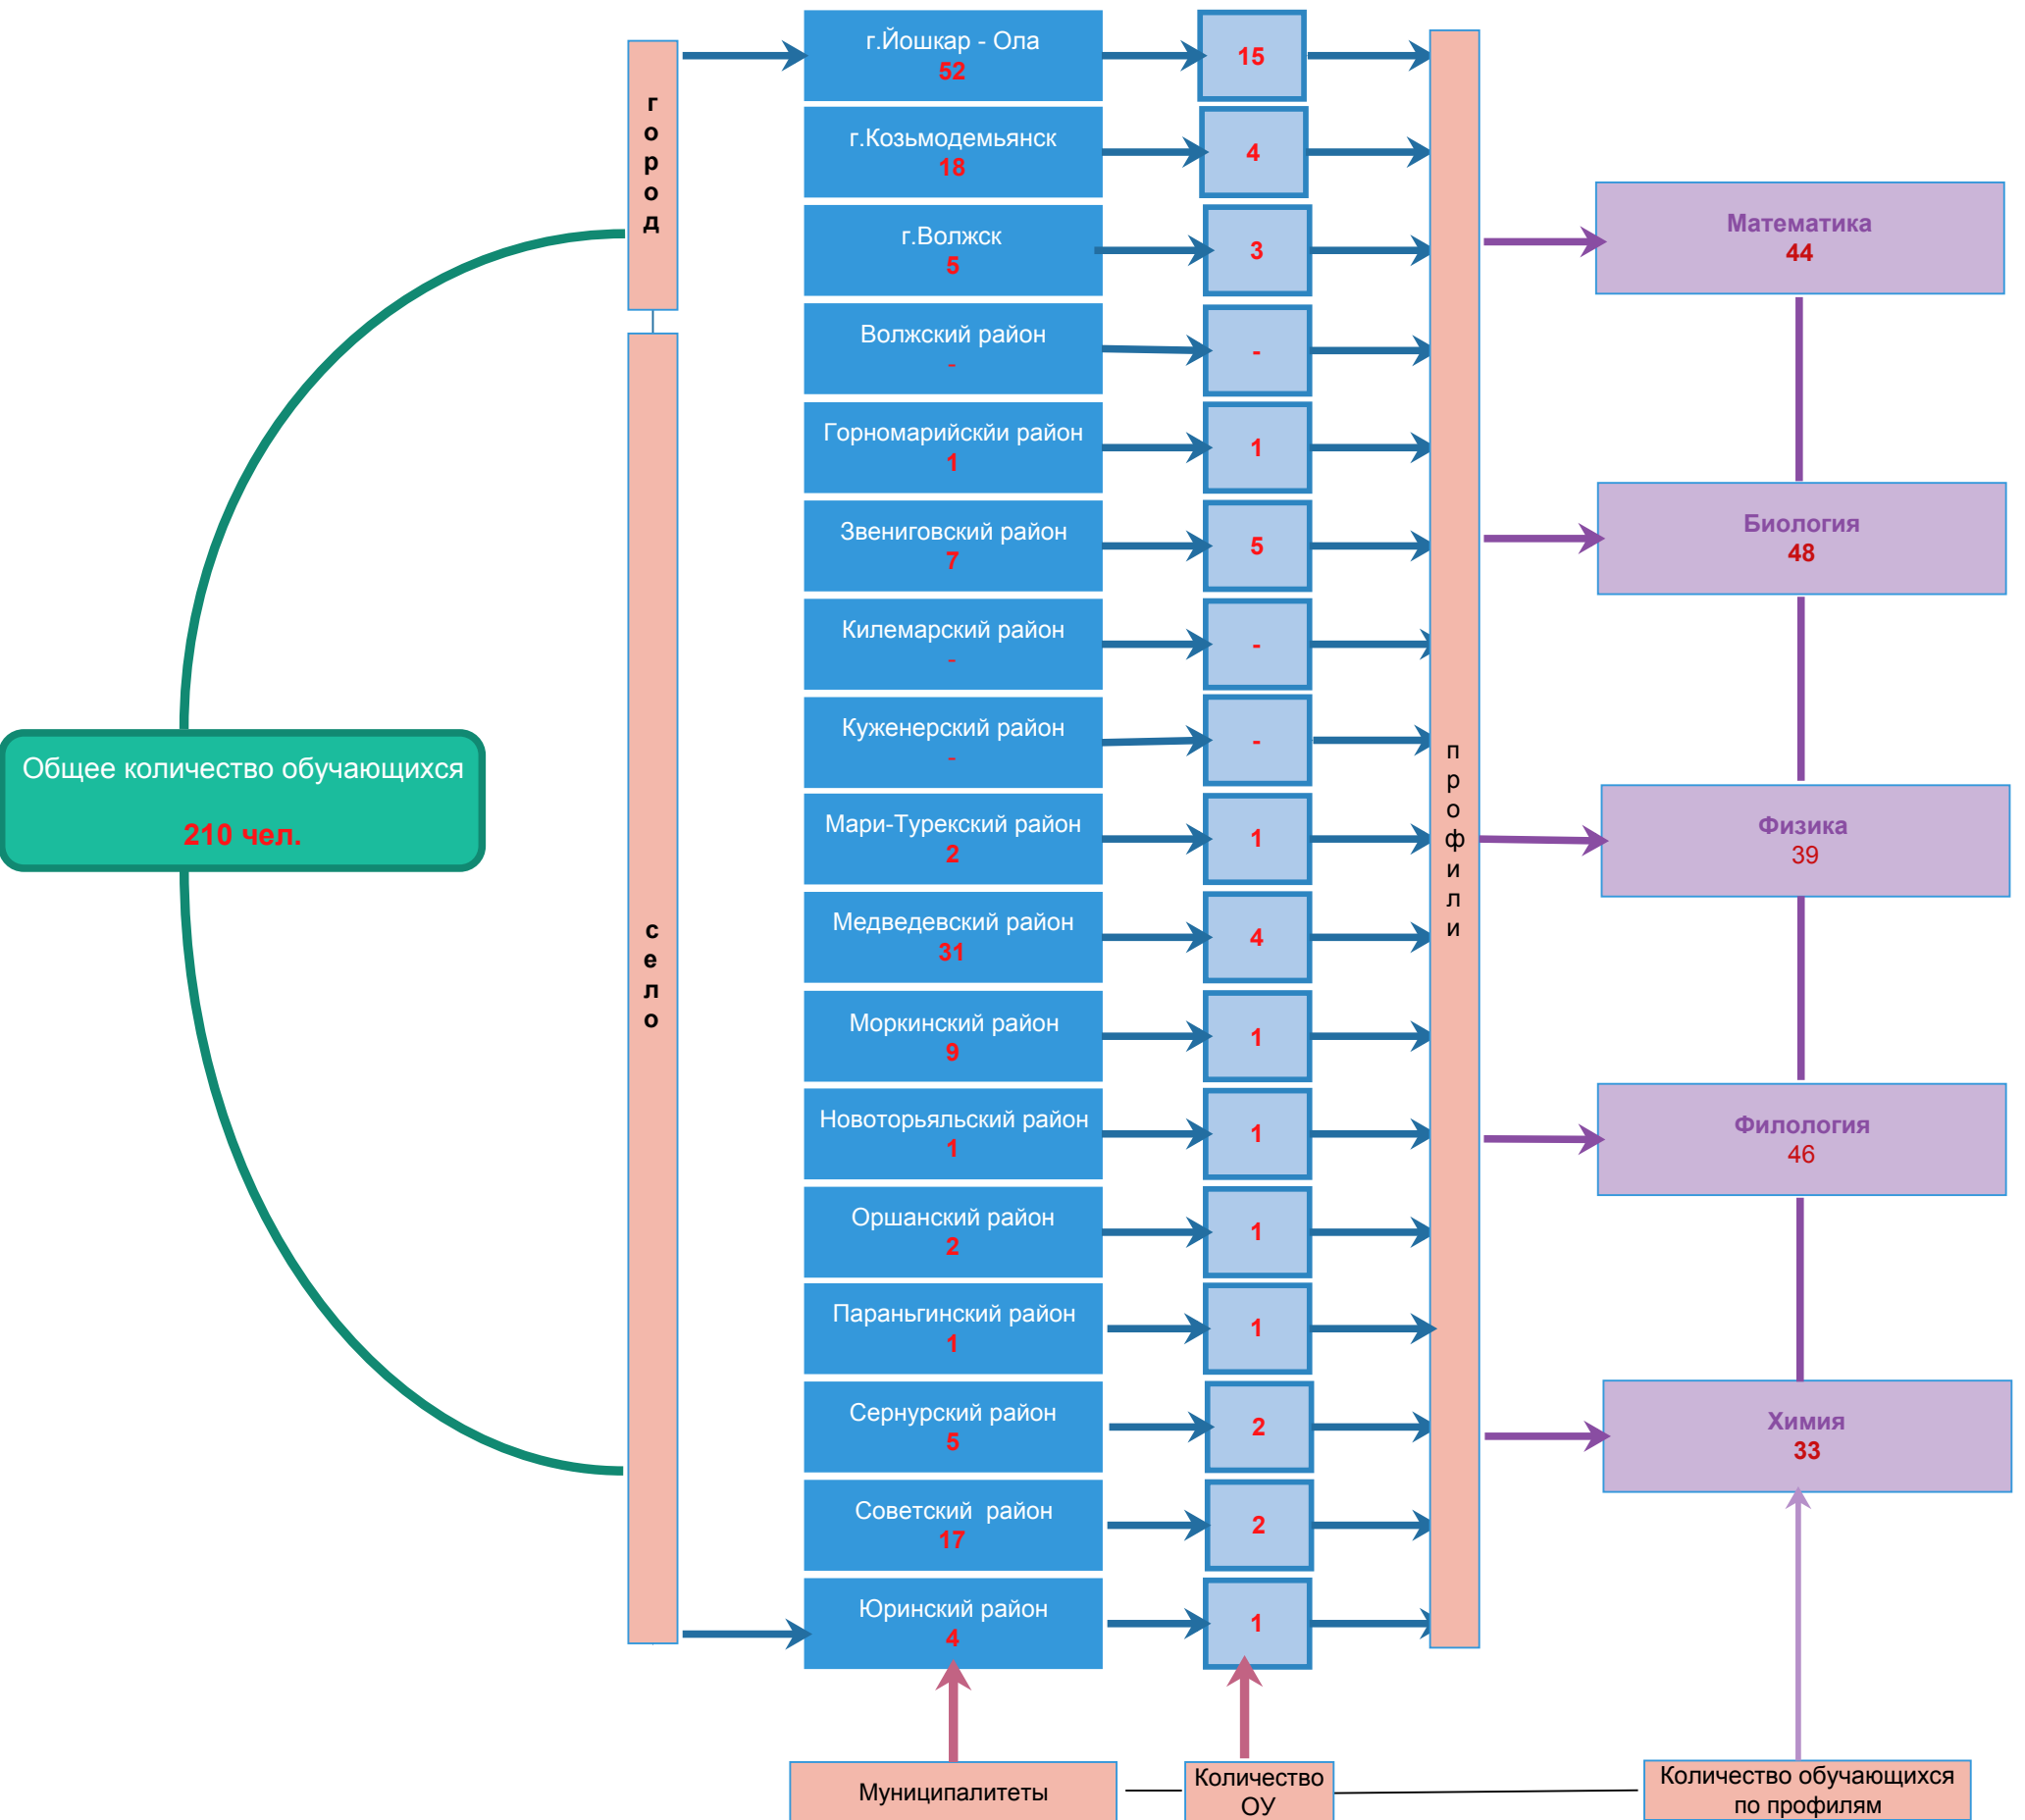 Общее количество обучающихся
210 чел.
город
село
г.Йошкар - Ола
52
15
г.Козьмодемьянск
18
4
г.Волжск
5
3
Волжский район
-
-
Горномарийскйи район
1
1
Звениговский район
7
5
Килемарский район
-
-
Куженерский район
-
-
Мари-Турекский район
2
1
Медведевский район
31
4
Моркинский район
9
1
Новоторьяльский район
1
1
Оршанский район
2
1
Параньгинский район
1
1
Сернурский район
5
2
Советский  район
17
2
Юринский район
4
1
профили
Математика
44
Биология
48
Физика
39
Филология
46
Химия
33
Муниципалитеты
Количество
ОУ
Количество обучающихся
по профилям